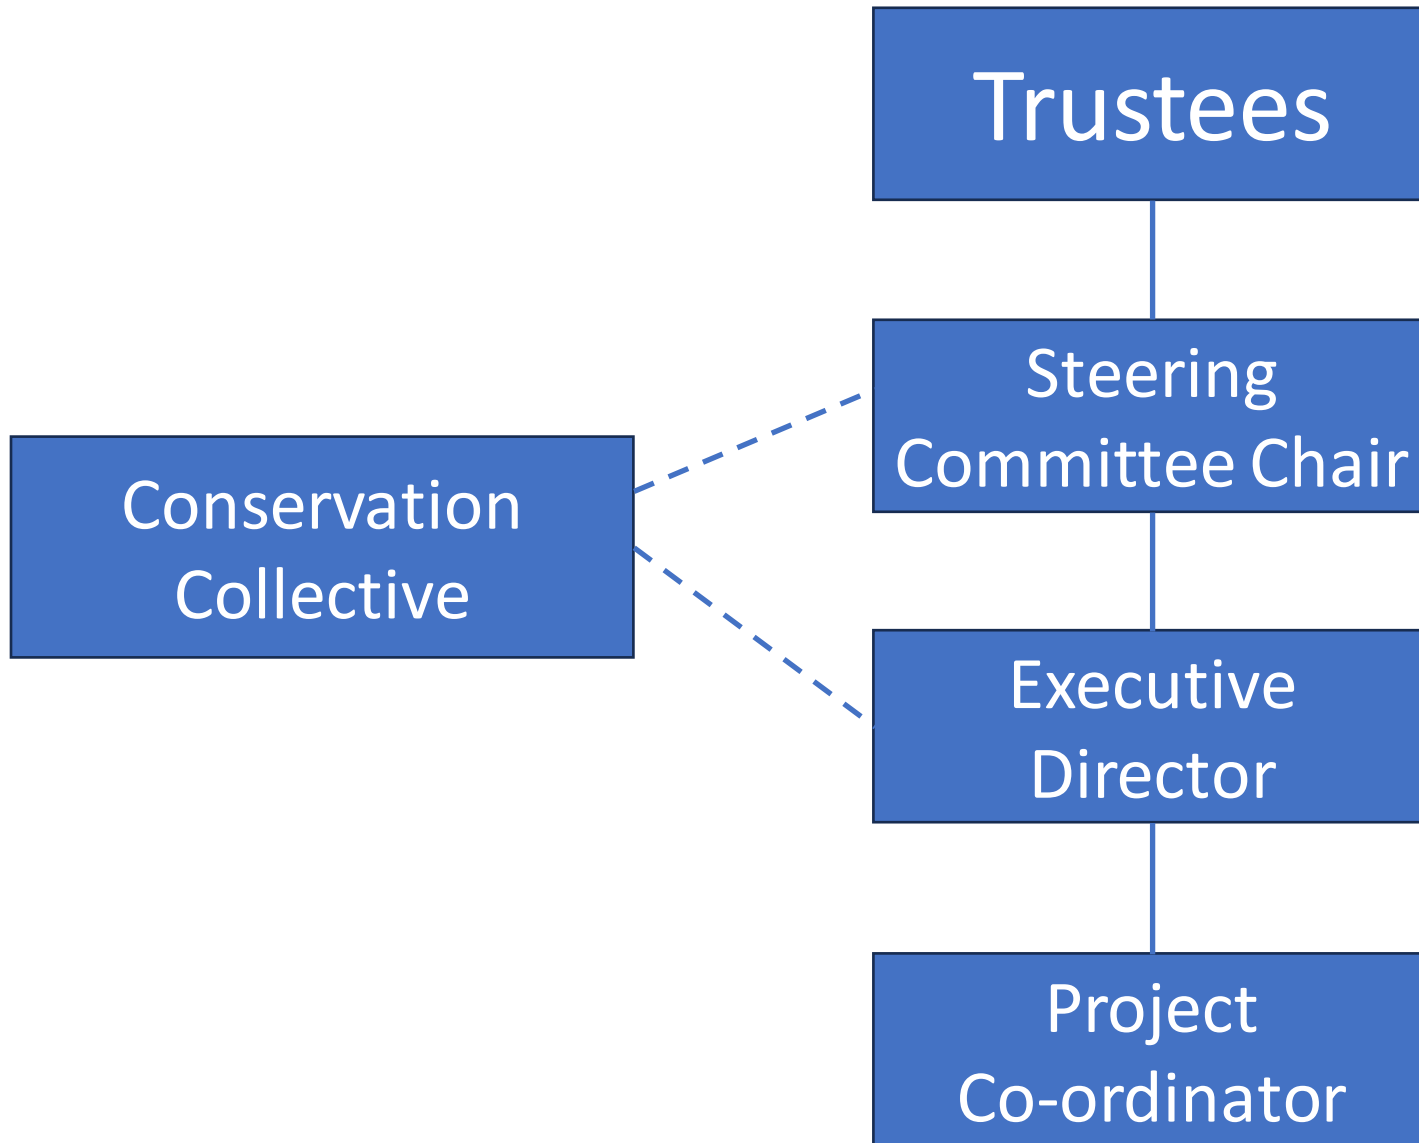 Trustees
Steering
Committee Chair
Conservation
Collective
Executive
Director
Project
Co-ordinator